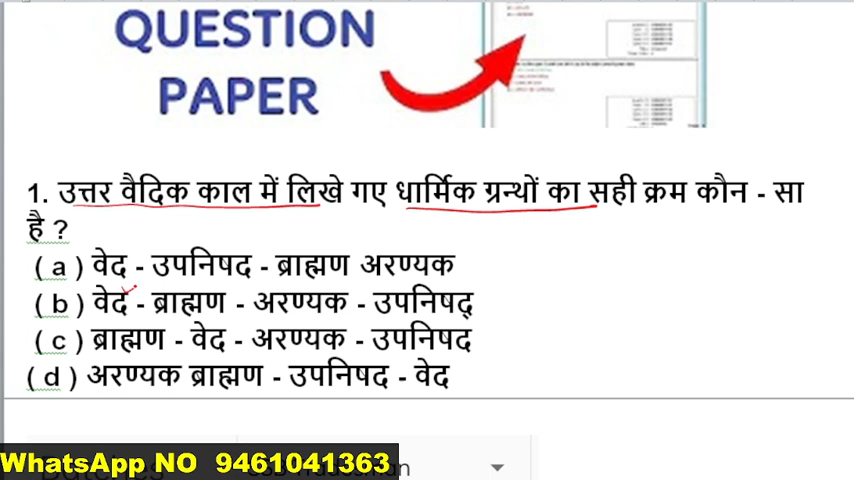 QUESTION
PAPER
1. उत्तर वैदिक काल में लिखे गए धार्मिक ग्रन्थों का सही क्रम कौन - सा
है ?
( a ) वेद - उपनिषद - ब्राह्मण अरण्यक
( b ) वेद - ब्राह्मण - अरण्यक - उपनिषद्
( c ) ब्राह्मण - वेद - अरण्यक - उपनिषद
( d ) अरण्यक ब्राह्मण - उपनिषद - वेद
WhatsApp NO 9461041363